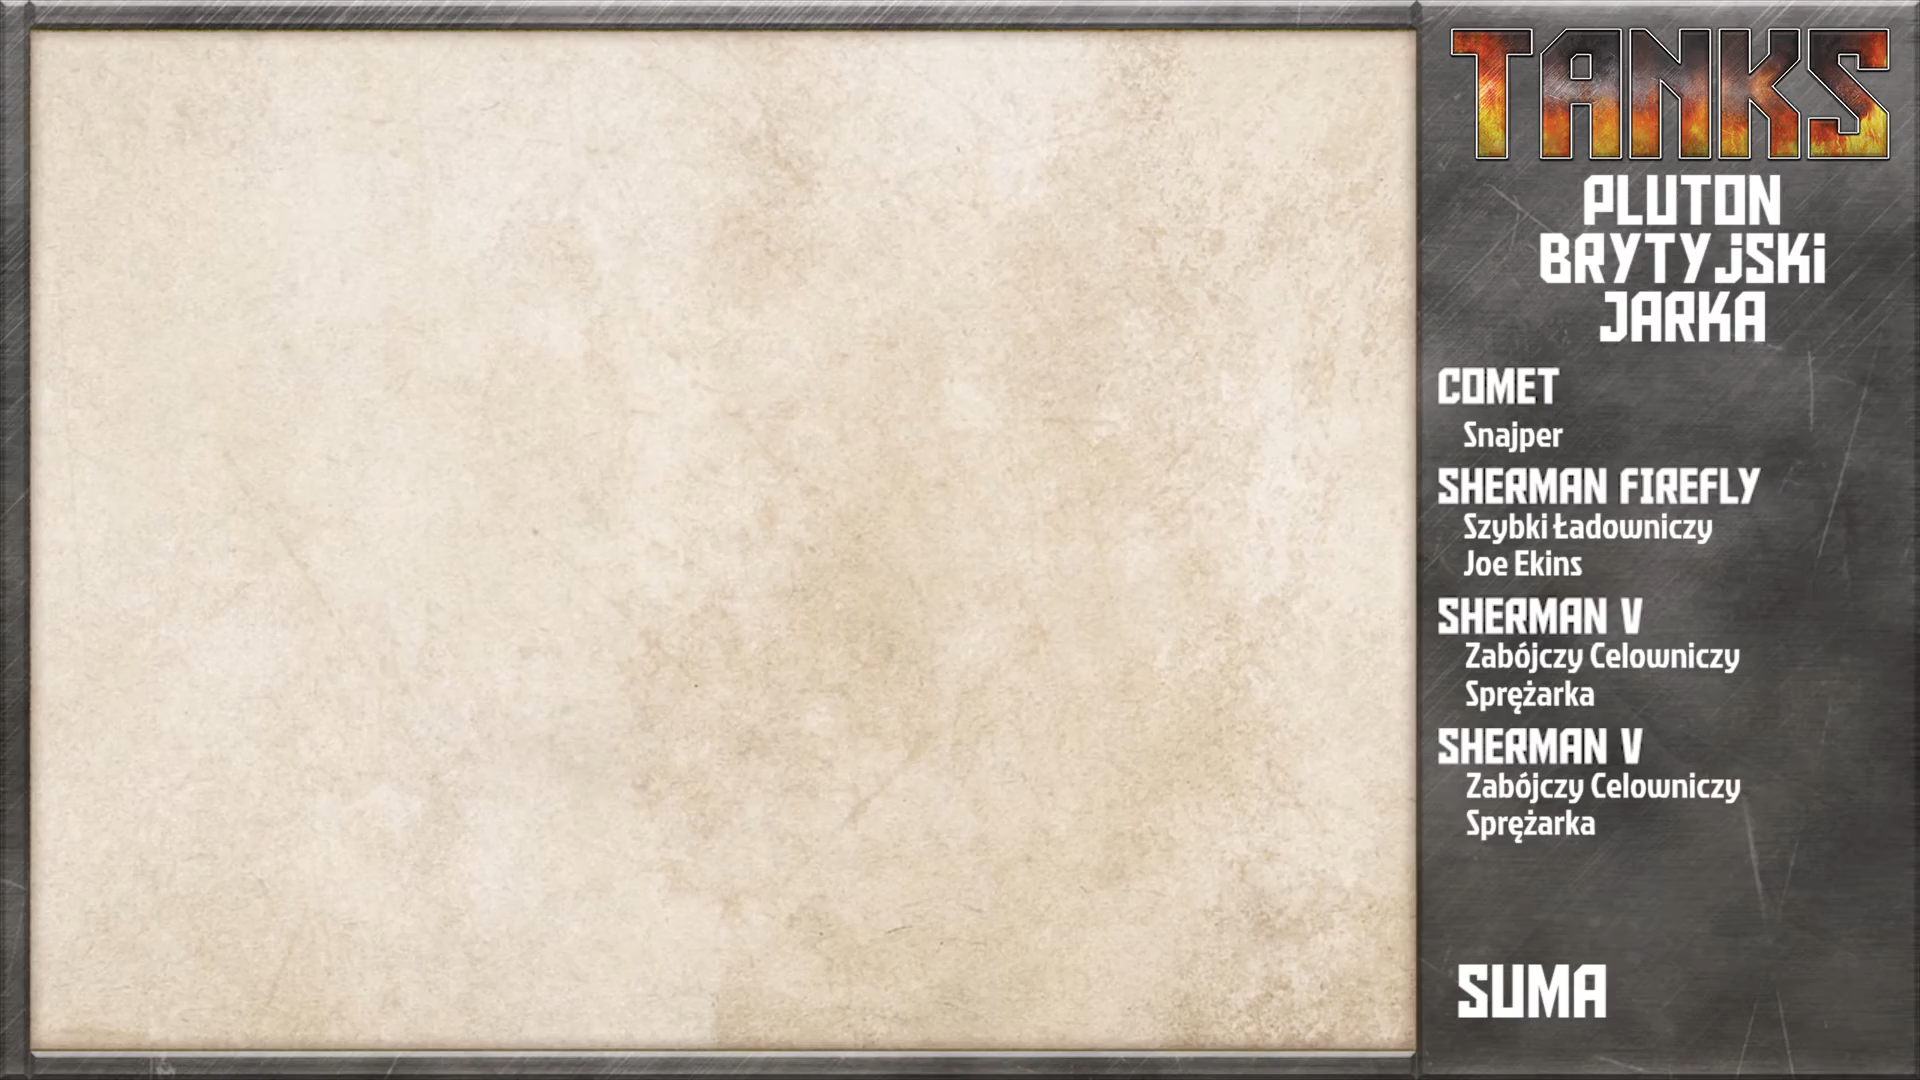 TANKS
PLUTON
BRYTYJSKi
JARKA
COMET
Snajper
SHERMAN FIREFLY
Szybki Ładowniczy
Joe Ekins
SHERMAN V
Zabójczy Celowniczy
Sprężarka
SHERMAN V
Zabójczy Celowniczy
Sprężarka
SUMA